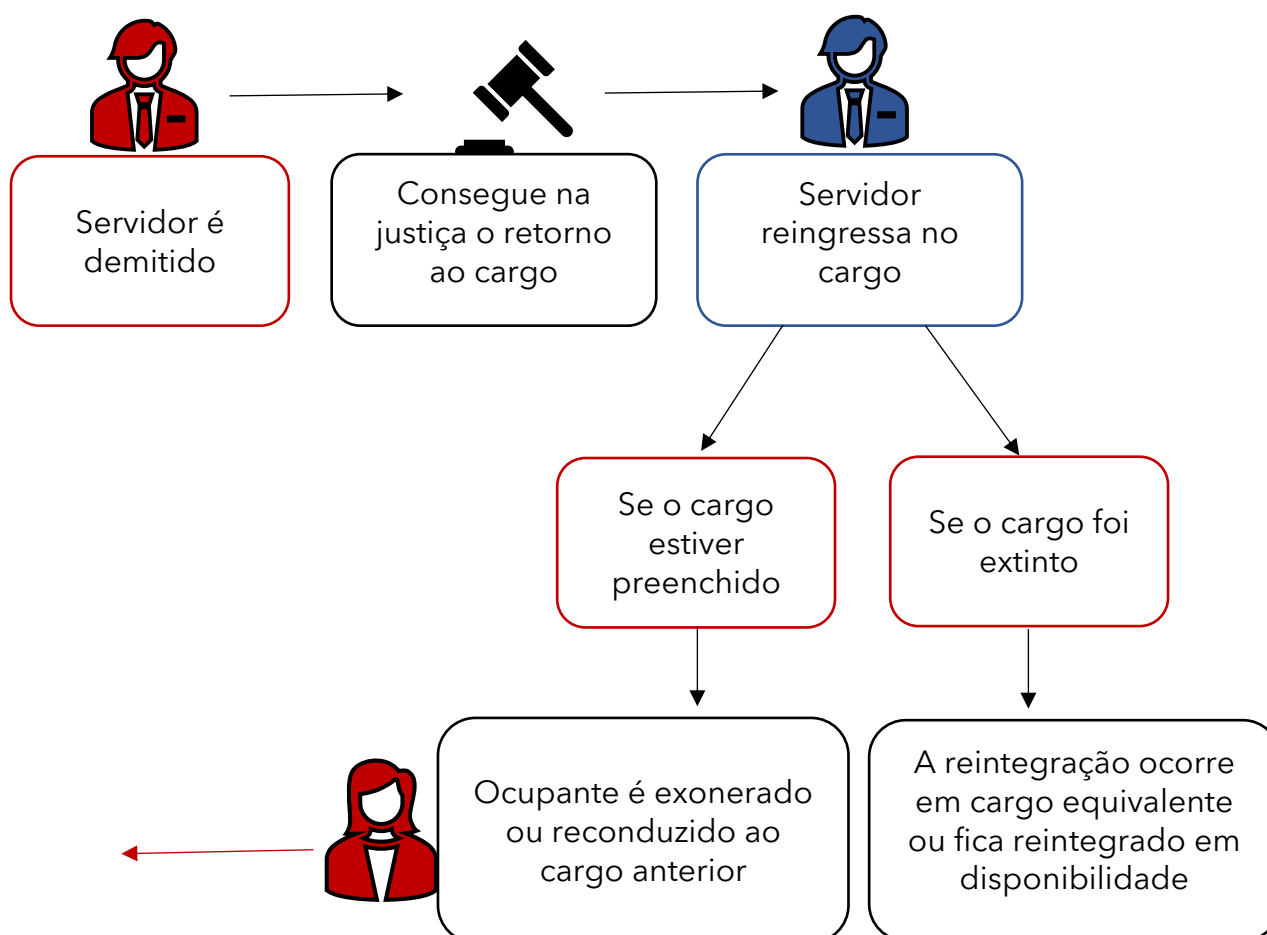 Servidor é
demitido
Consegue na
justiça o retorno
ao cargo
Servidor
reingressa no
cargo
Se o cargo
estiver
preenchido
Se o cargo foi
extinto
Ocupante é exonerado
ou reconduzido ao
cargo anterior
A reintegração ocorre
em cargo equivalente
ou fica reintegrado em
disponibilidade